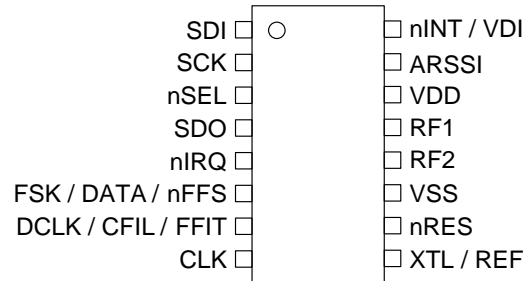 SDI
nINT / VDI
SCK
ARSSI
nSEL
VDD
SDO
RF1
nIRQ
RF2
FSK / DATA / nFFS
VSS
DCLK / CFIL / FFIT
nRES
CLK
XTL / REF